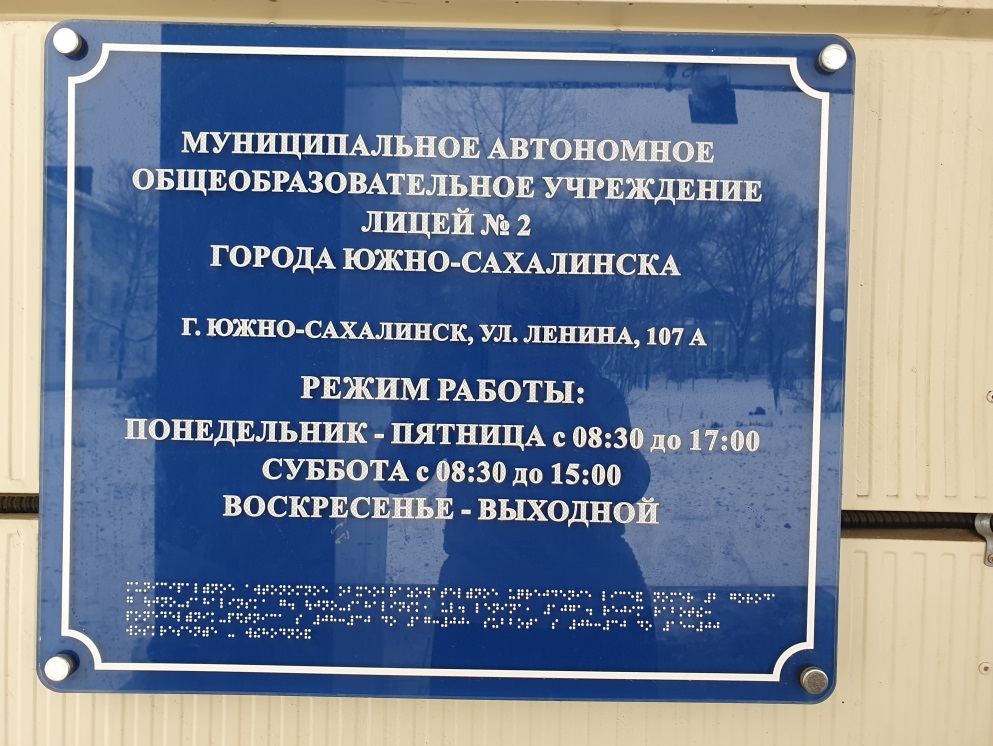 МУНИЦИПАЛЬНОЕ АВТОНОМНОЕ
ОБЩЕОБРАЗОВАТЕЛЬНОЕ УЧРЕЖДЕНИЕ
ЛИЦЕЙ № 2
ГОРОДА ЮЖНО-САХАЛИНСКА
Г. ЮЖНО-САХАЛИНСК, УЛ. ЛЕНИНА, 107 А
РЕЖИМ РАБОТЫ:
ПОНЕДЕЛЬНИК - ПЯТНИЦА с 08:30 до 17:00
СУББОТА с 08:30 до 15:00
ВОСКРЕСЕНЬЕ - ВЫХОДНОЙ